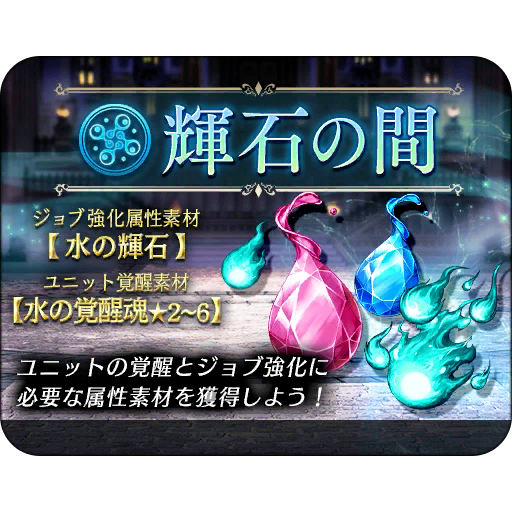 輝石の間
ジョブ強化属性素材
【水の輝石】
ユニット覚醒素材
【水の覚醒魂★2~6】
ユニットの覚醒とジョブ強化に
必要な属性素材を獲得しよう！